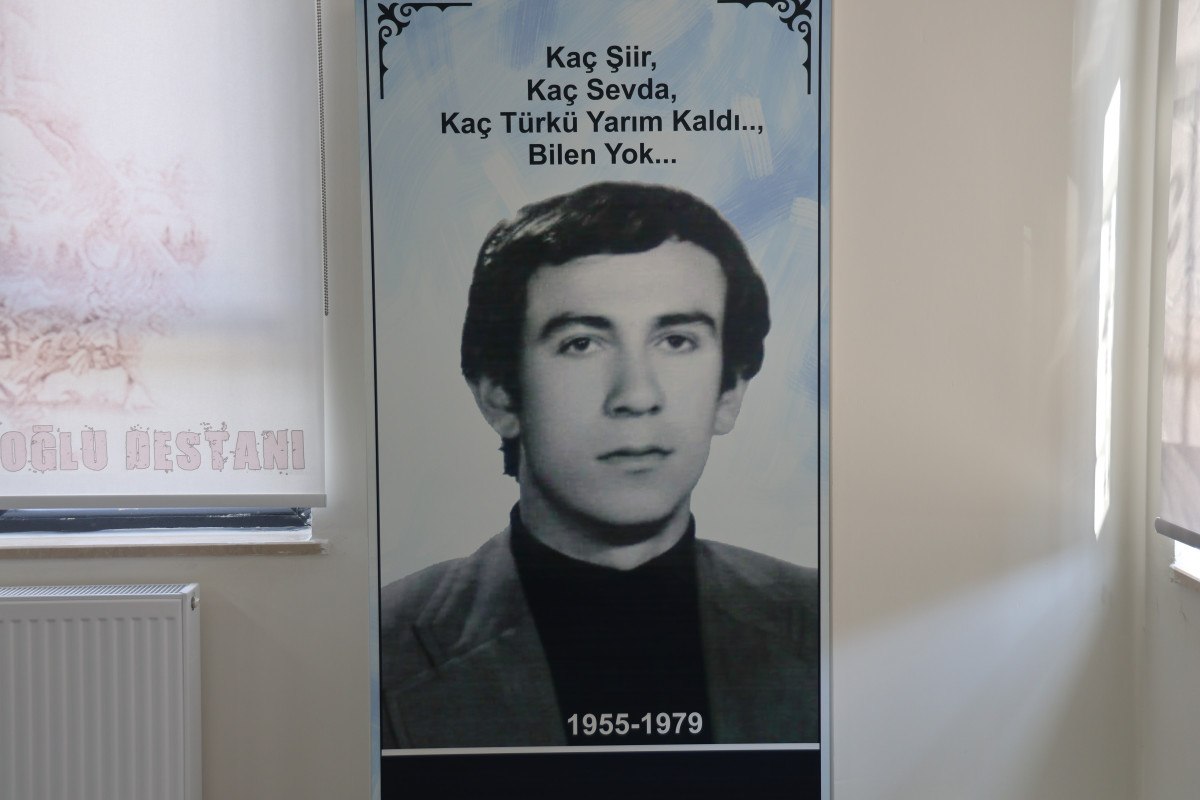 Kaç Şiir,
Kaç Sevda,
Kaç Türkü Yarım Kaldı..,
Bilen Yok...
OĞLU DESTANI
1955-1979